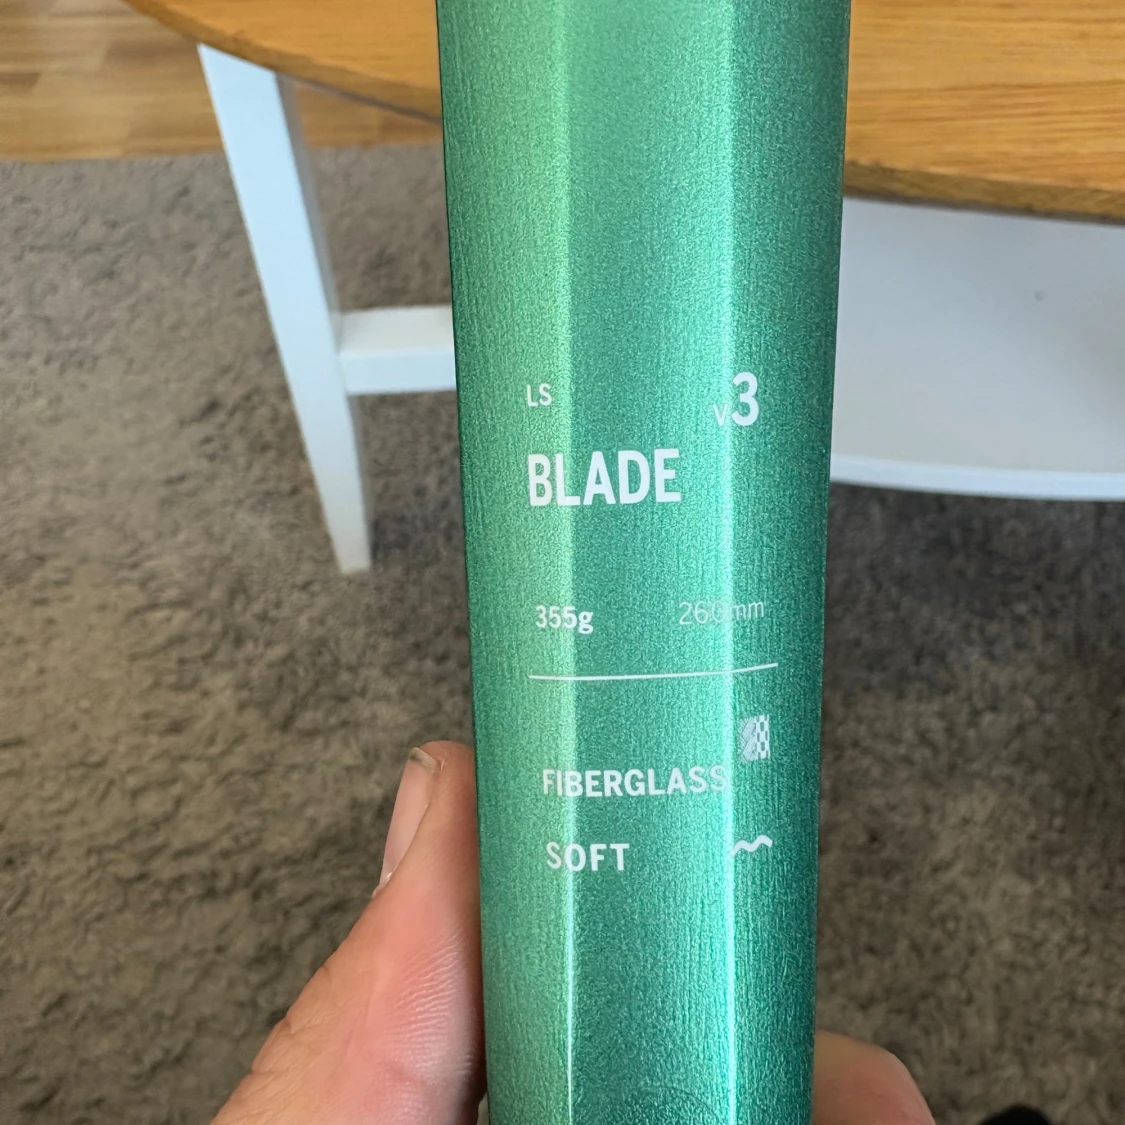 LS v3
BLADE
355g 260mm
FIBERGLASS
SOFT